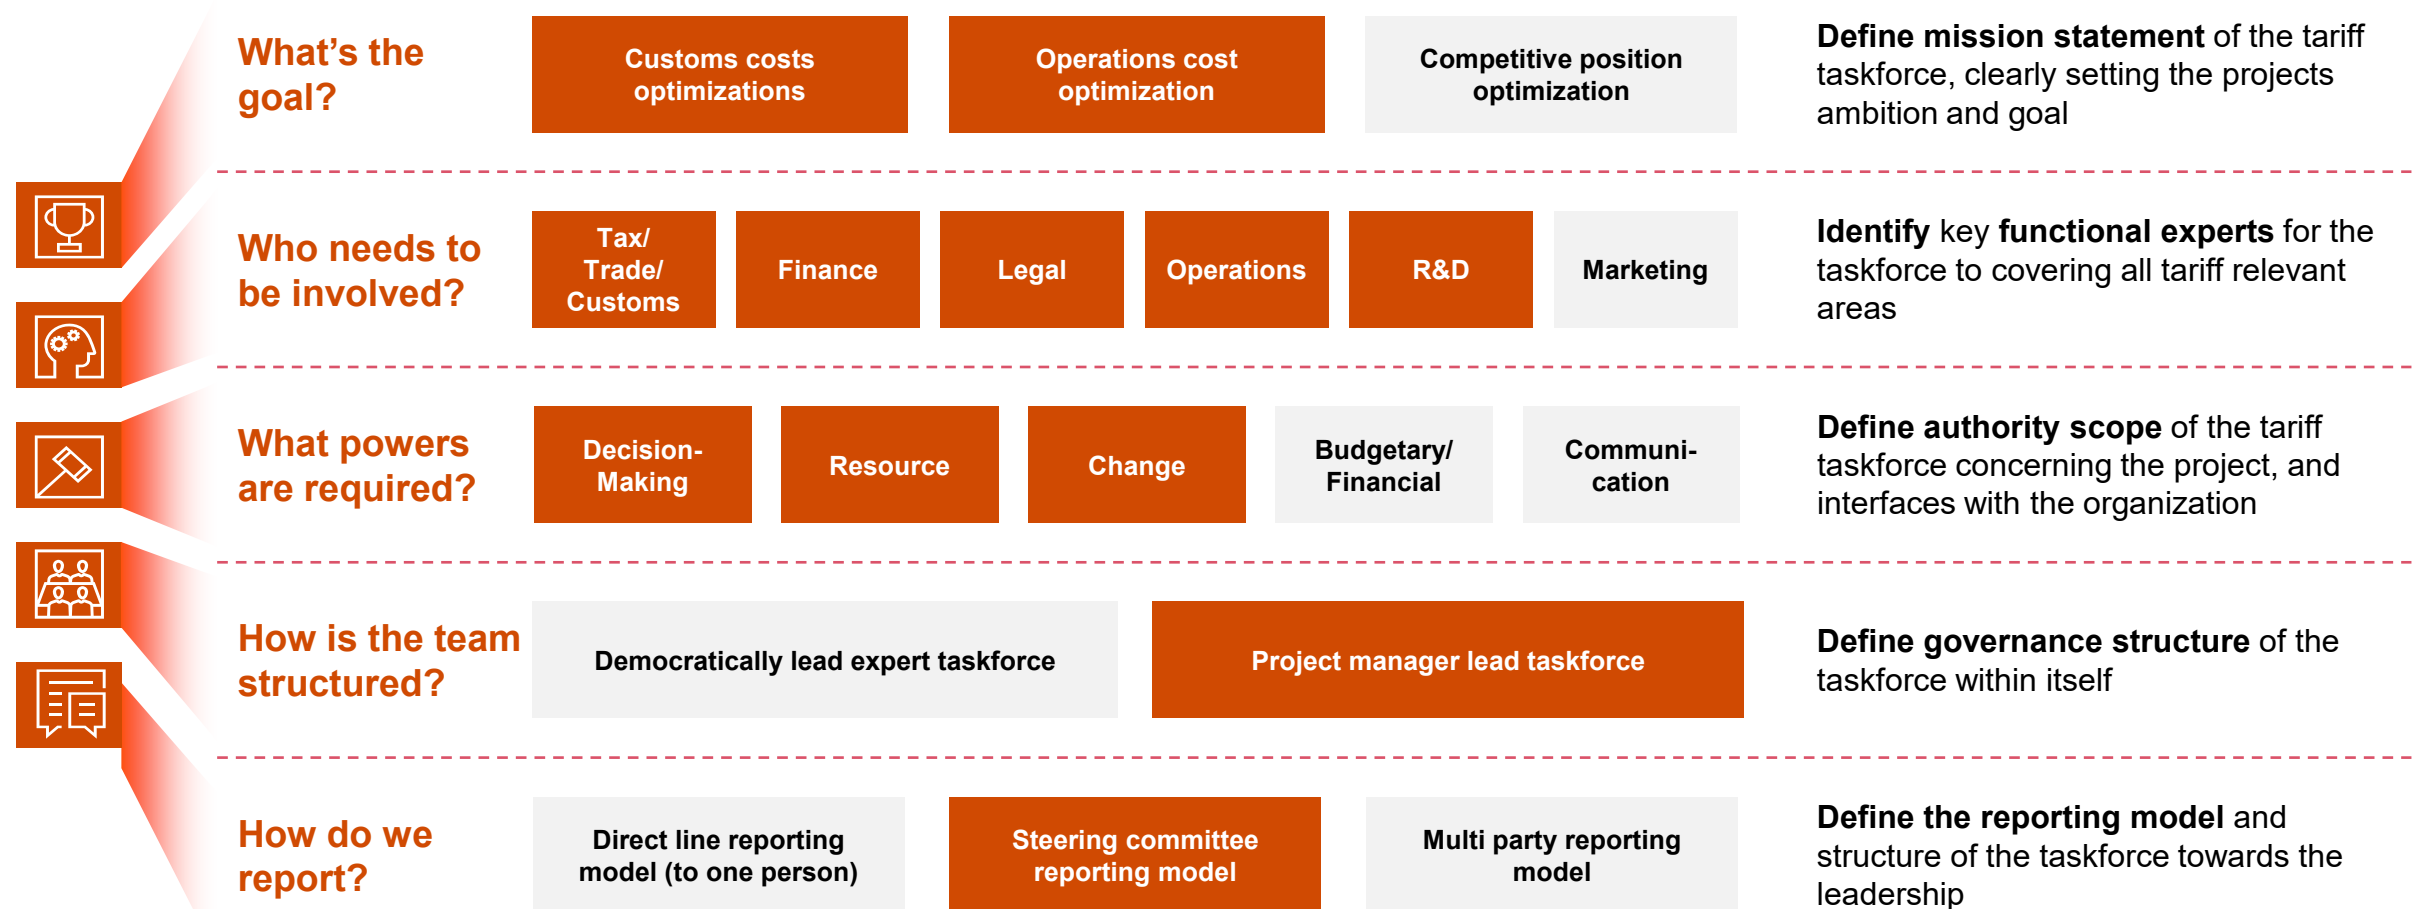 What’s the
goal?
Customs costs
optimizations
Operations cost
optimization
Competitive position
optimization
Define mission statement of the tariff
taskforce, clearly setting the projects
ambition and goal
Who needs to
be involved?
Tax/
Trade/
Customs
Finance
Legal
Operations
R&D
Marketing
Identify key functional experts for the
taskforce to covering all tariff relevant
areas
What powers
are required?
Decision-
Making
Resource
Change
Budgetary/
Financial
Communi-
cation
Define authority scope of the tariff
taskforce concerning the project, and
interfaces with the organization
How is the team
structured?
Democratically lead expert taskforce
Project manager lead taskforce
Define governance structure of the
taskforce within itself
How do we
report?
Direct line reporting
model (to one person)
Steering committee
reporting model
Multi party reporting
model
Define the reporting model and
structure of the taskforce towards the
leadership